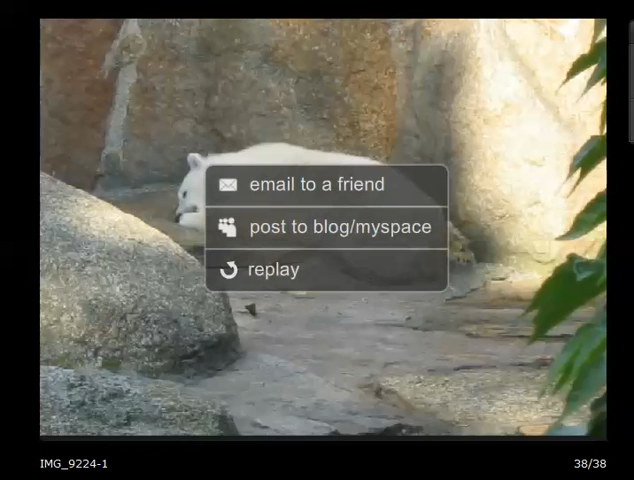 email to a friend
post to blog/myspace
replay
IMG_9224-1
38/38